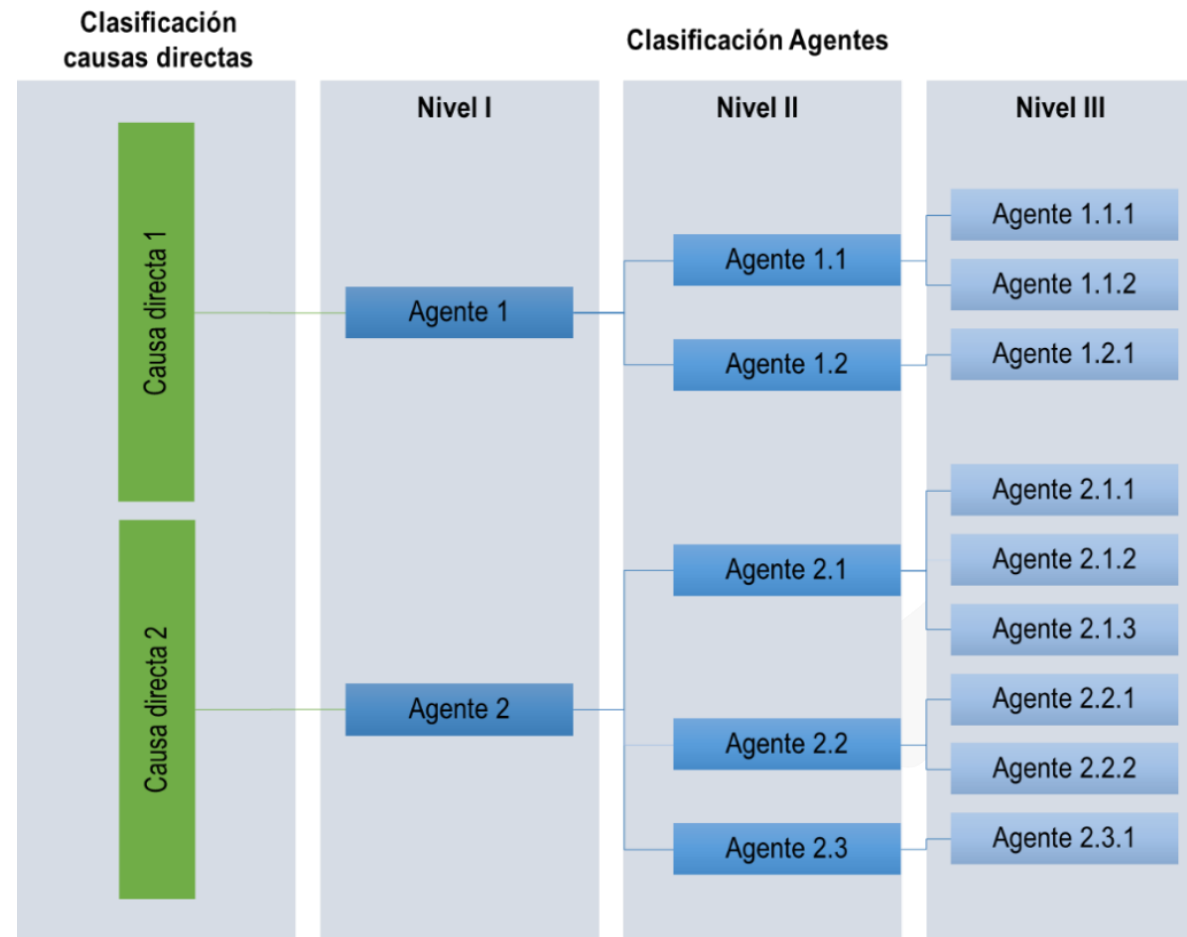 Clasificación
causas directas
Clasificación Agentes
Nivel I
Nivel II
Nivel III
Causa directa 1
Agente 1
Agente 1.1
Agente 1.1.1
Agente 1.1.2
Agente 1.2
Agente 1.2.1
Causa directa 2
Agente 2
Agente 2.1
Agente 2.1.1
Agente 2.1.2
Agente 2.1.3
Agente 2.2
Agente 2.2.1
Agente 2.2.2
Agente 2.3
Agente 2.3.1